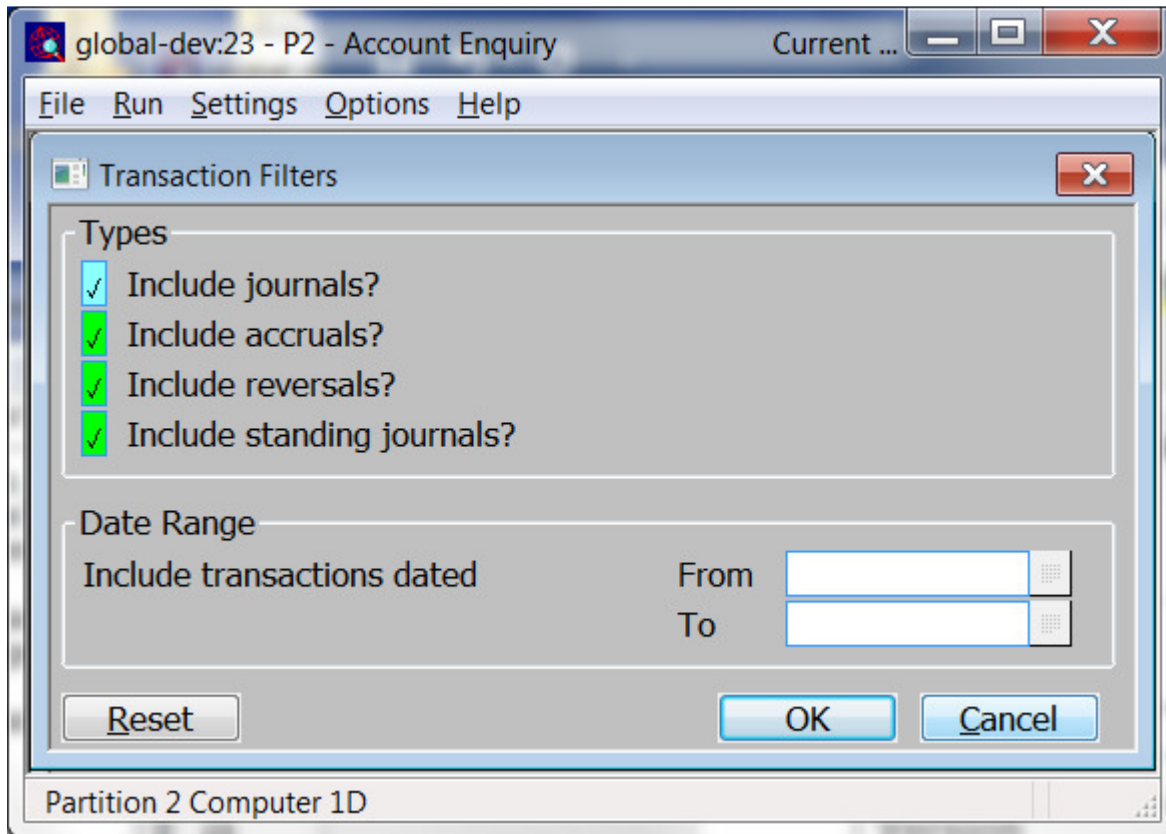 global-dev:23 - P2 - Account Enquiry Current ...
File Run Settings Options Help
Transaction Filters
Types
Include journals?
Include accruals?
Include reversals?
Include standing journals?
Date Range
Include transactions dated From
To
Reset OK Cancel
Partition 2 Computer 1D